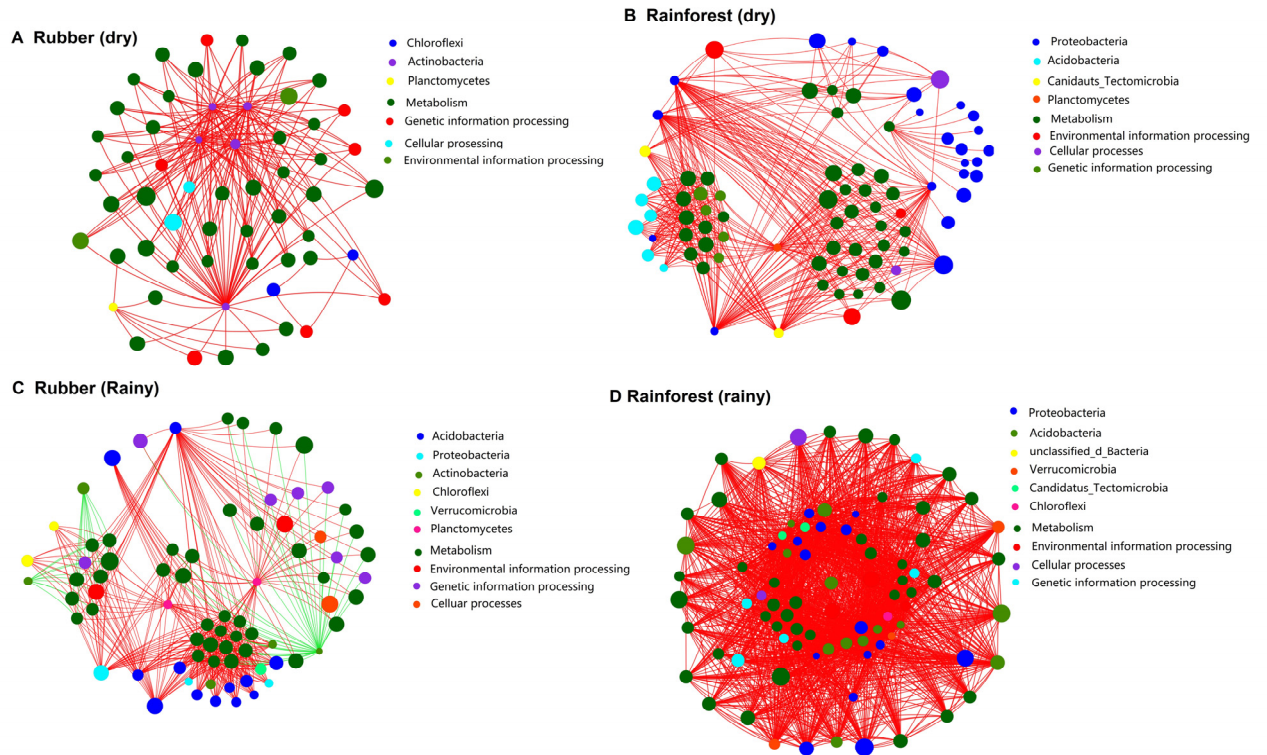 A Rubber (dry)
Chloroflexi
Actinobacteria
Planctomycetes
Metabolism
Genetic information processing
Cellular prosessing
Environmental information processing
B Rainforest (dry)
Proteobacteria
Acidobacteria
Canidauts_Tectomicrobia
Planctomycetes
Metabolism
Environmental information processing
Cellular processes
Genetic information processing
C Rubber (Rainy)
Acidobacteria
Proteobacteria
Actinobacteria
Chloroflexi
Verrucomicrobia
Planctomycetes
Metabolism
Environmental information processing
Genetic information processing
Celluar processes
D Rainforest (rainy)
Proteobacteria
Acidobacteria
unclassified_d_Bacteria
Verrucomicrobia
Candidatus_Tectomicrobia
Chloroflexi
Metabolism
Environmental information processing
Cellular processes
Genetic information processing